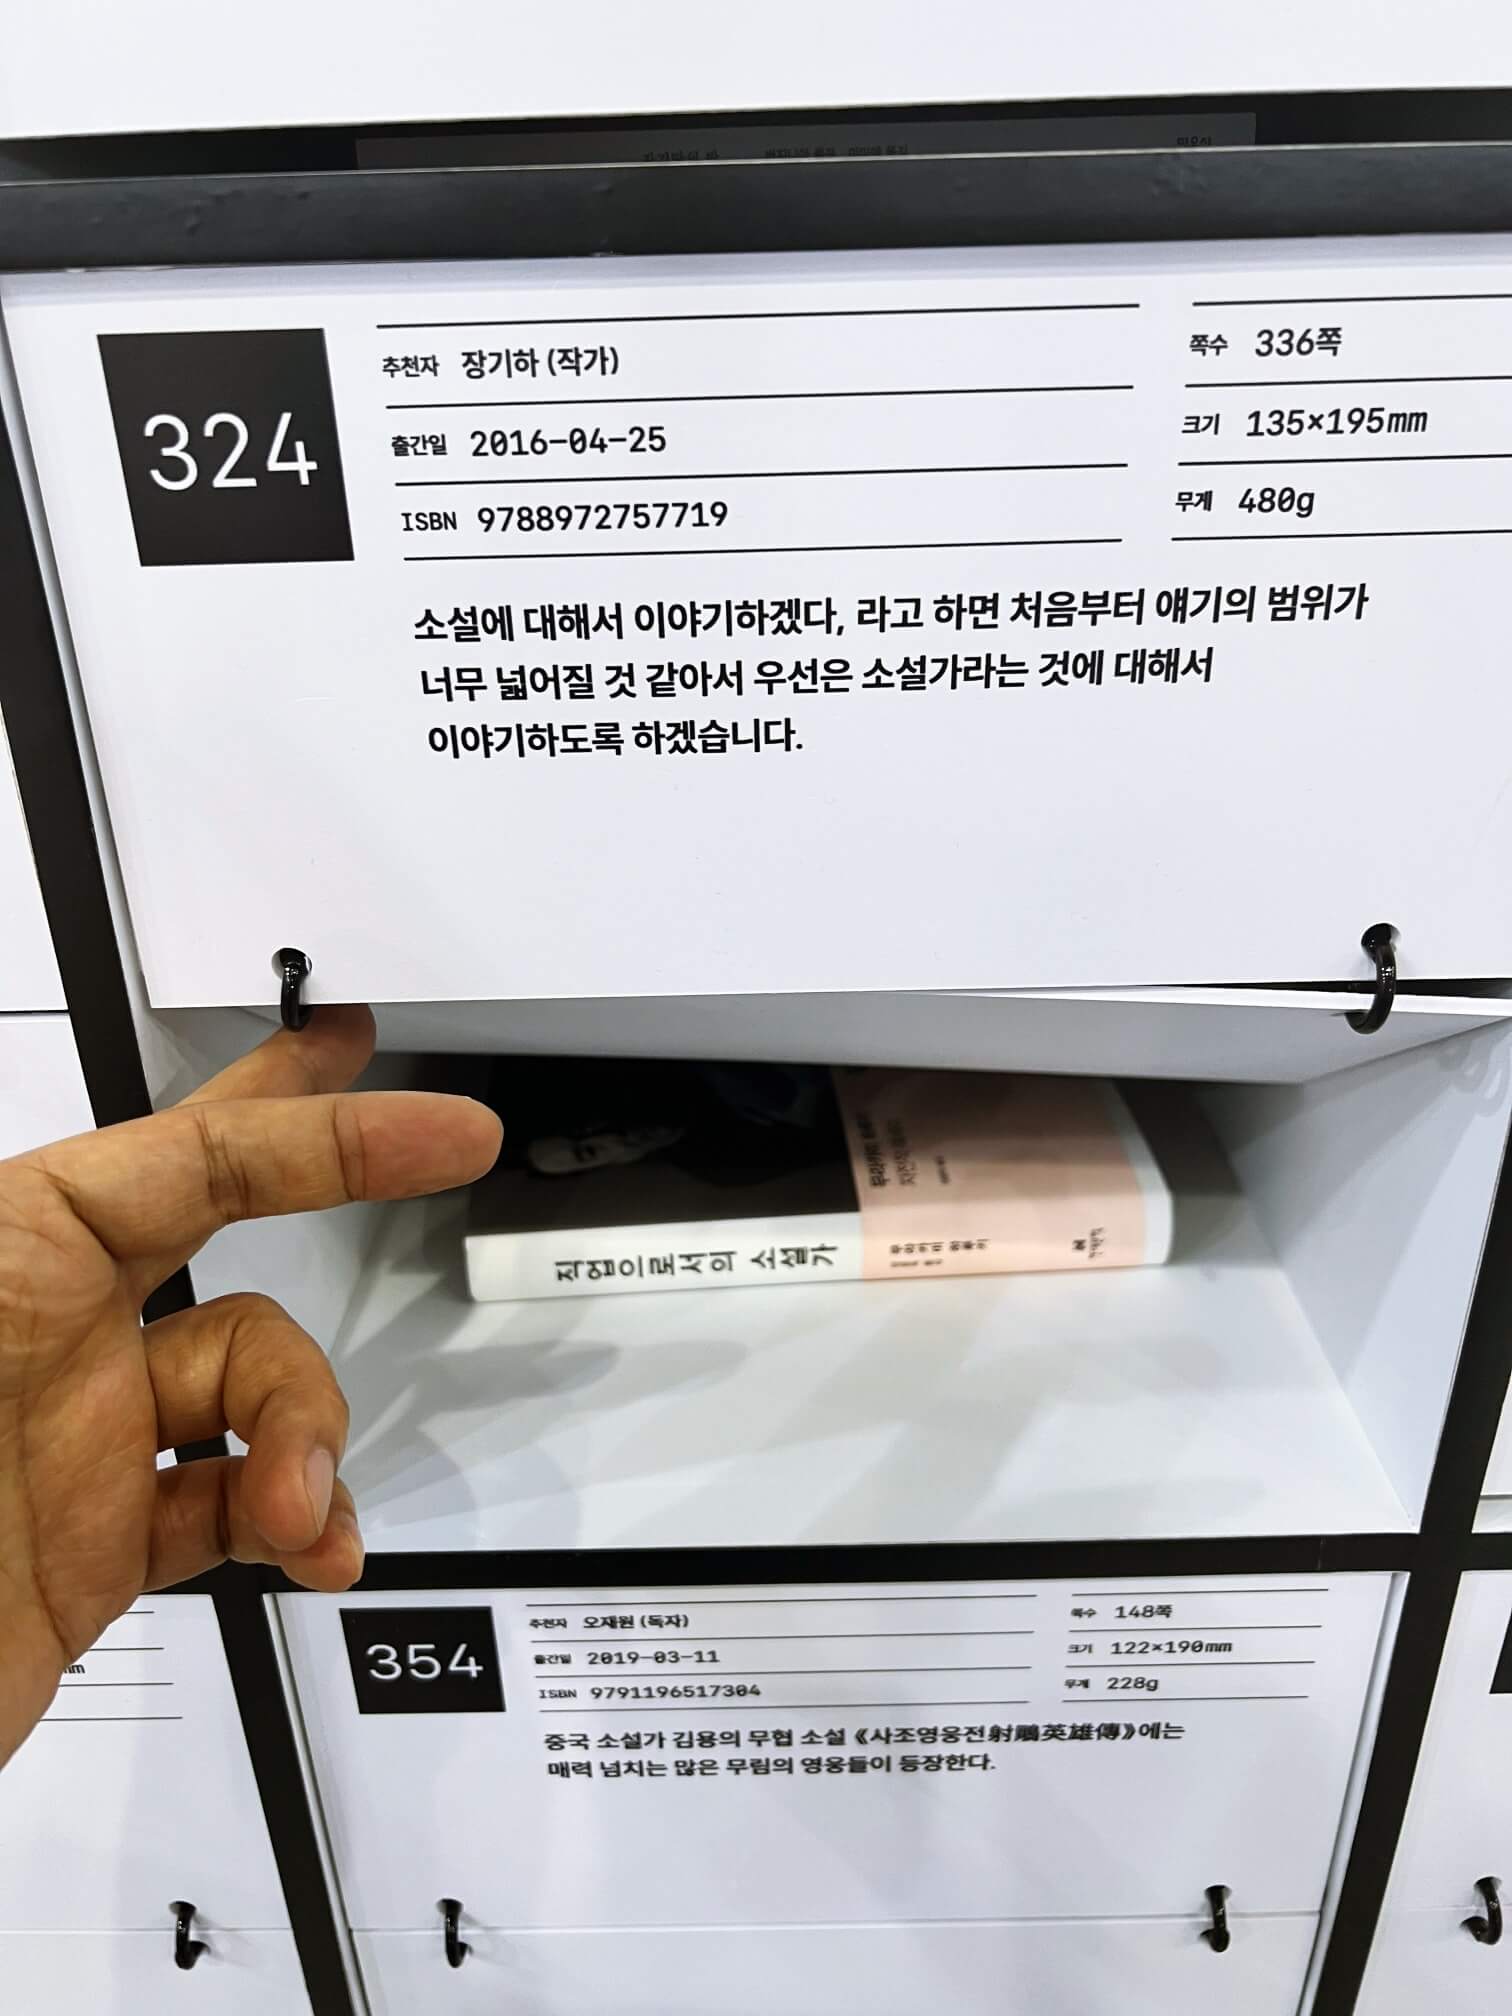 324
추천자 장기하 (작가)
출간일 2016-04-25
ISBN 9788972757719
쪽수 336쪽
크기 135×195mm
무게 480g
소설에 대해서 이야기하겠다, 라고 하면 처음부터 얘기의 범위가
너무 넓어질 것 같아서 우선은 소설가라는 것에 대해서
이야기하도록 하겠습니다.
직업으로서의 소설가
354
추천자 오재원 (독자)
출간일 2019-03-11
ISBN 9791196517304
쪽수 148쪽
크기 122×190mm
무게 228g
중국 소설가 김용의 무협 소설 《사조영웅전射鵰英雄傳》에는
매력 넘치는 많은 무림의 영웅들이 등장한다.
mm